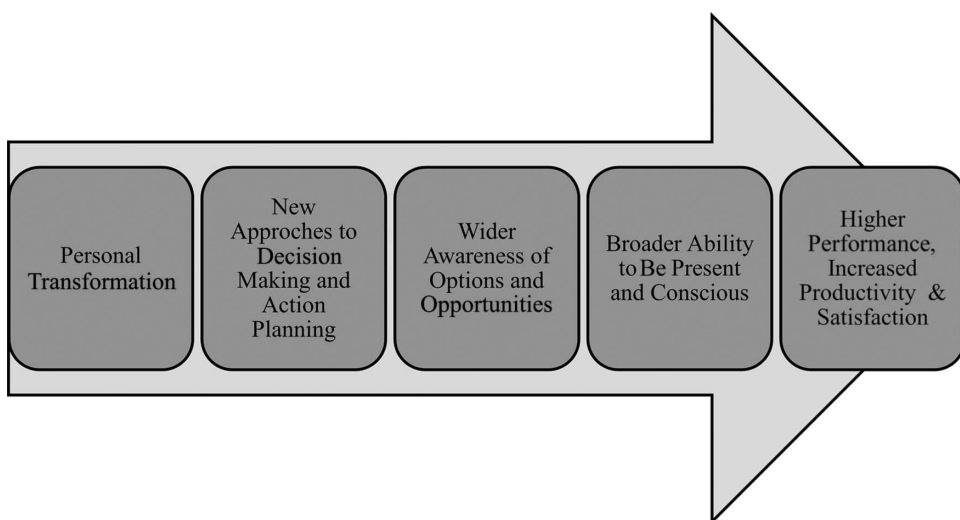 Personal
Transformation
New
Approches to
Decision
Making and
Action
Planning
Wider
Awareness of
Options and
Opportunities
Broader Ability
to Be Present
and Conscious
Higher
Performance,
Increased
Productivity &
Satisfaction